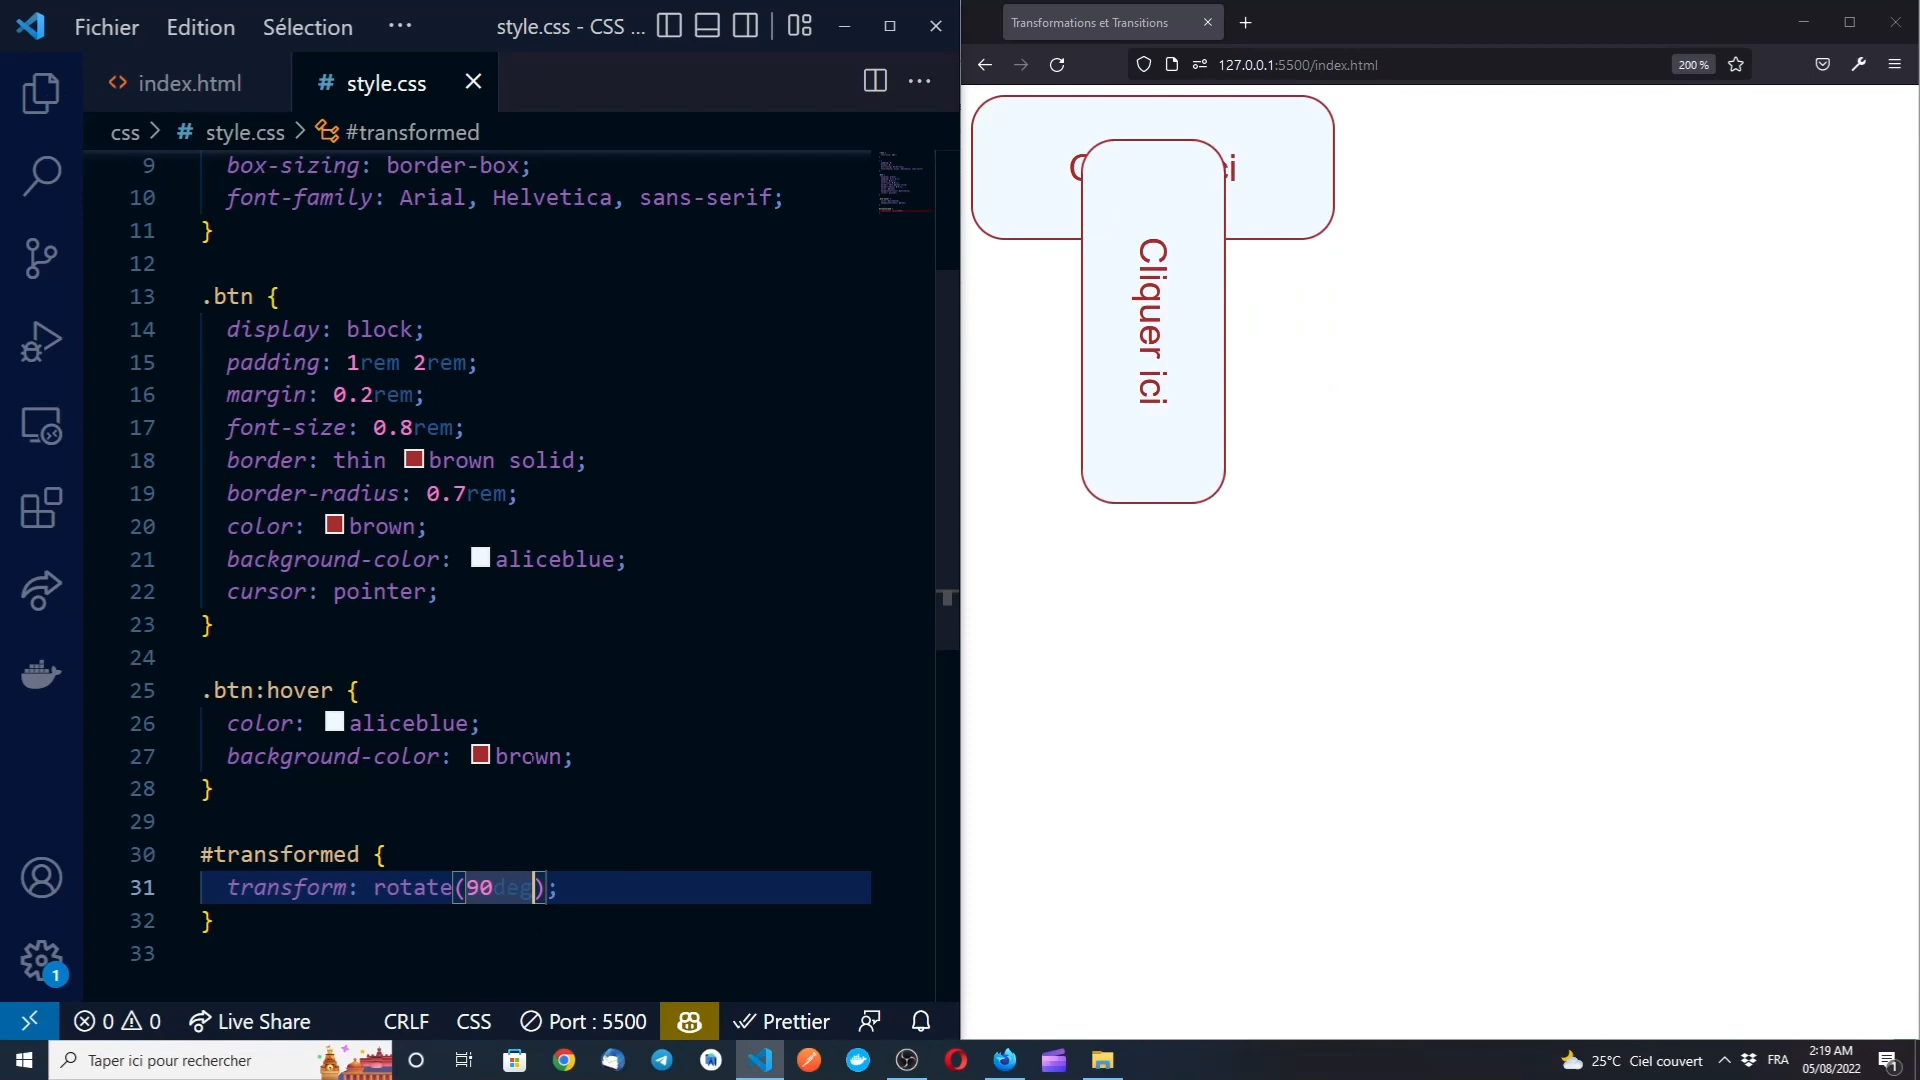 Fichier Edition Sélection ··· style.css - CSS ...
index.html style.css
css > # style.css > #transformed
9 box-sizing: border-box;
10 font-family: Arial, Helvetica, sans-serif;
11 }
12
13 .btn {
14 display: block;
15 padding: 1rem 2rem;
16 margin: 0.2rem;
17 font-size: 0.8rem;
18 border: thin brown solid;
19 border-radius: 0.7rem;
20 color: brown;
21 background-color: aliceblue;
22 cursor: pointer;
23 }
24
25 .btn:hover {
26 color: aliceblue;
27 background-color: brown;
28 }
29
30 #transformed {
31 transform: rotate(90deg);
32 }
33
1
0 0 Live Share CRLF CSS Port : 5500 Prettier
Transformations et Transitions
127.0.0.1:5500/index.html 200 %
Cliquer ici
Taper ici pour rechercher
25°C Ciel couvert FRA 2:19 AM
05/08/2022
1